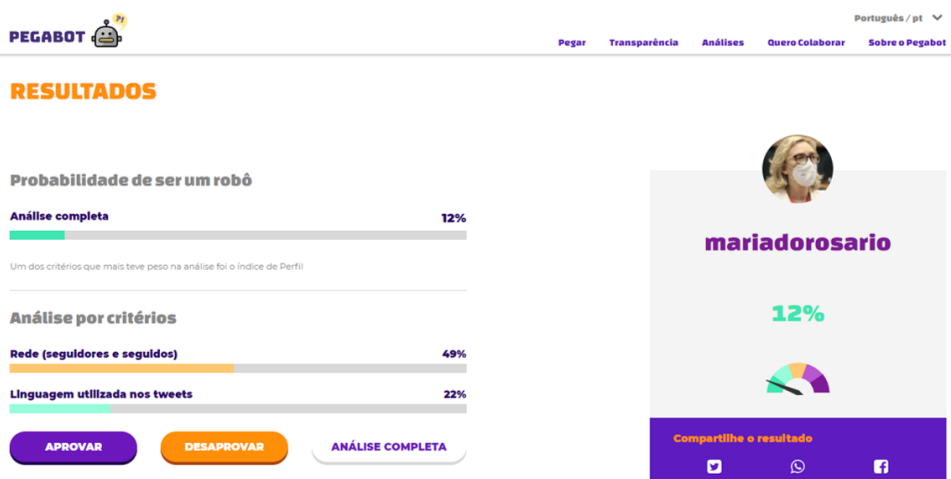 PEGABOT
P!
Português / pt
Pegar Transparência Análises Quero Colaborar Sobre o Pegabot
RESULTADOS
Probabilidade de ser um robô
Análise completa 12%
Um dos critérios que mais teve peso na análise foi o índice de Perfil
Análise por critérios
Rede (seguidores e seguidos) 49%
Linguagem utilizada nos tweets 22%
APROVAR DESAPROVAR ANÁLISE COMPLETA
mariadorosario
12%
Compartilhe o resultado